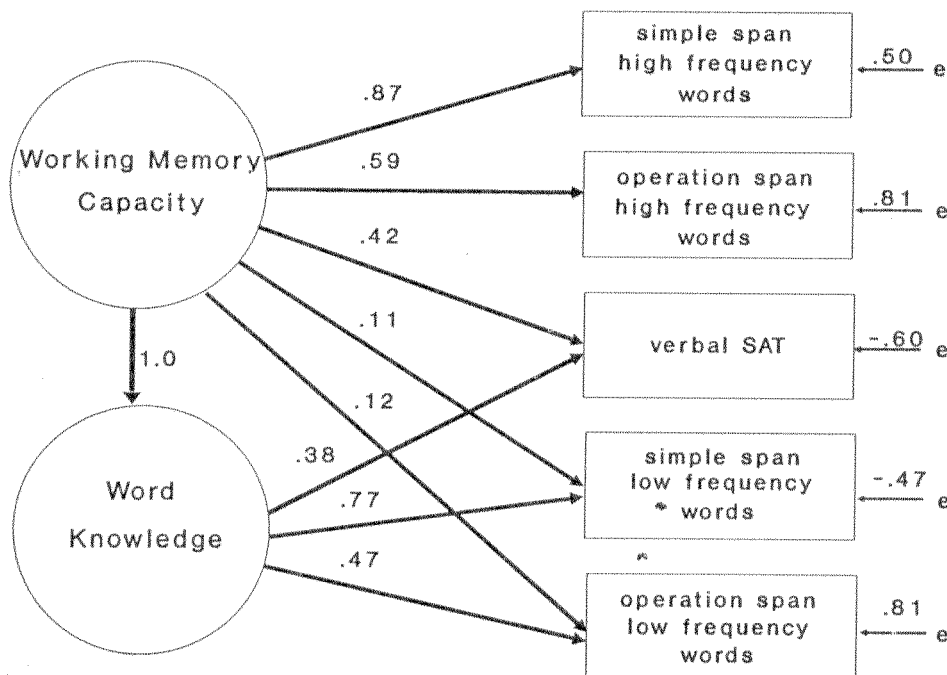 simple span
high frequency
words
.50
e
.87
Working Memory
Capacity
.59
operation span
high frequency
words
.81
e
.42
verbal SAT
-.60
e
1.0
.11
.12
.38
Word
Knowledge
.77
.47
simple span
low frequency
words
-.47
e
operation span
low frequency
words
.81
e